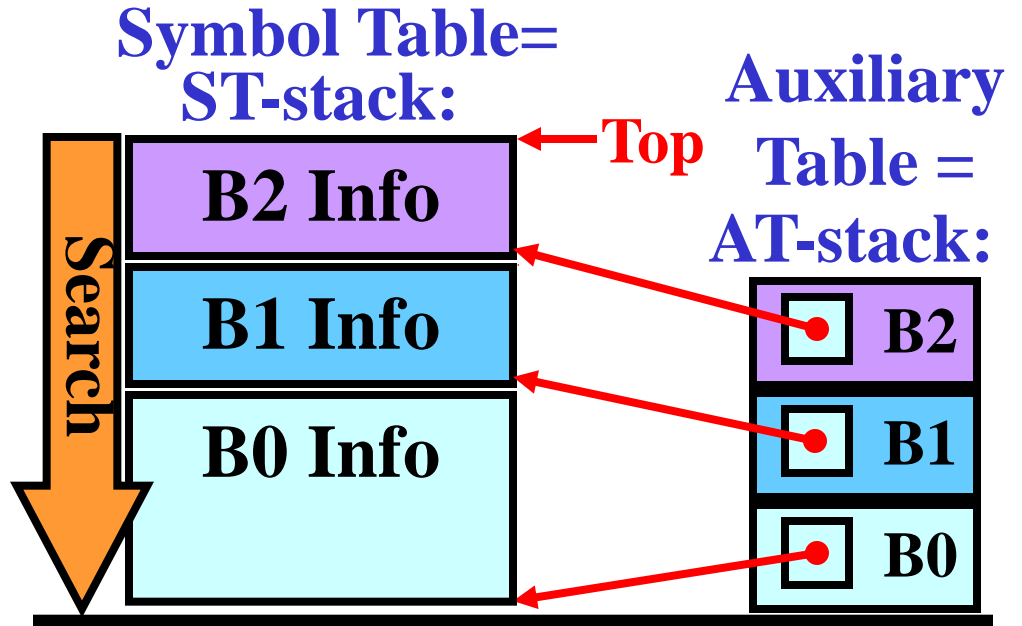 Symbol Table=
ST-stack:
Auxiliary
Table =
AT-stack:
Top
Search
B2 Info
B1 Info
B0 Info
B2
B1
B0